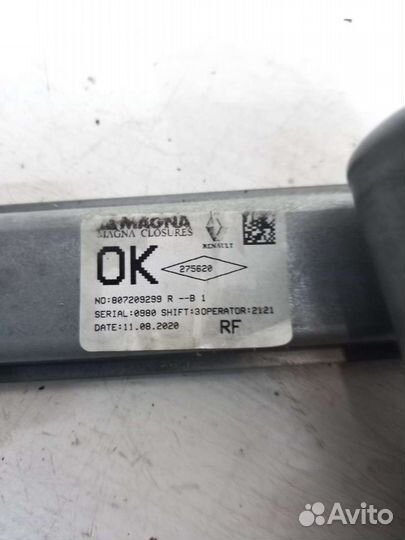 MAGNA
MAGNA CLOSURES
RENAULT
OK
275620
NO:807209299 R --B 1
SERIAL:0980 SHIFT:3OPERATOR:2121
DATE:11.08.2020
RF
Avito